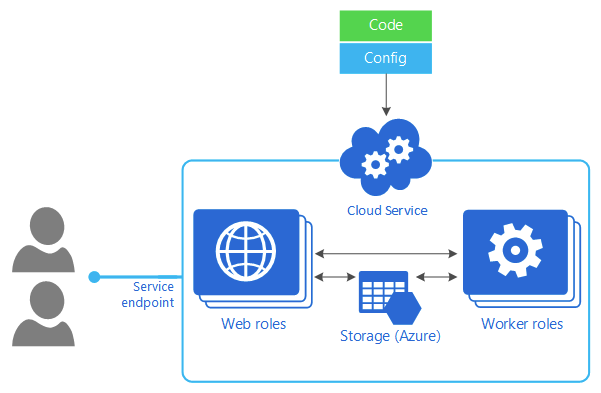 Code
Config
Cloud Service
Service
endpoint
Web roles
Storage (Azure)
Worker roles